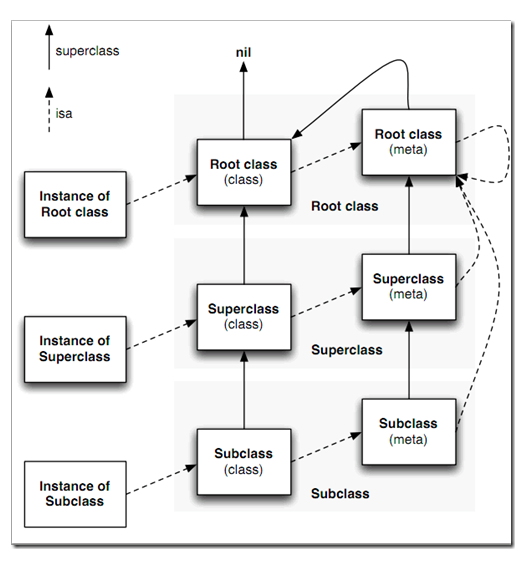 superclass
nil
isa
Root class
(meta)
Root class
(class)
Instance of
Root class
Root class
Superclass
(meta)
Superclass
(class)
Instance of
Superclass
Superclass
Subclass
(meta)
Subclass
(class)
Instance of
Subclass
Subclass